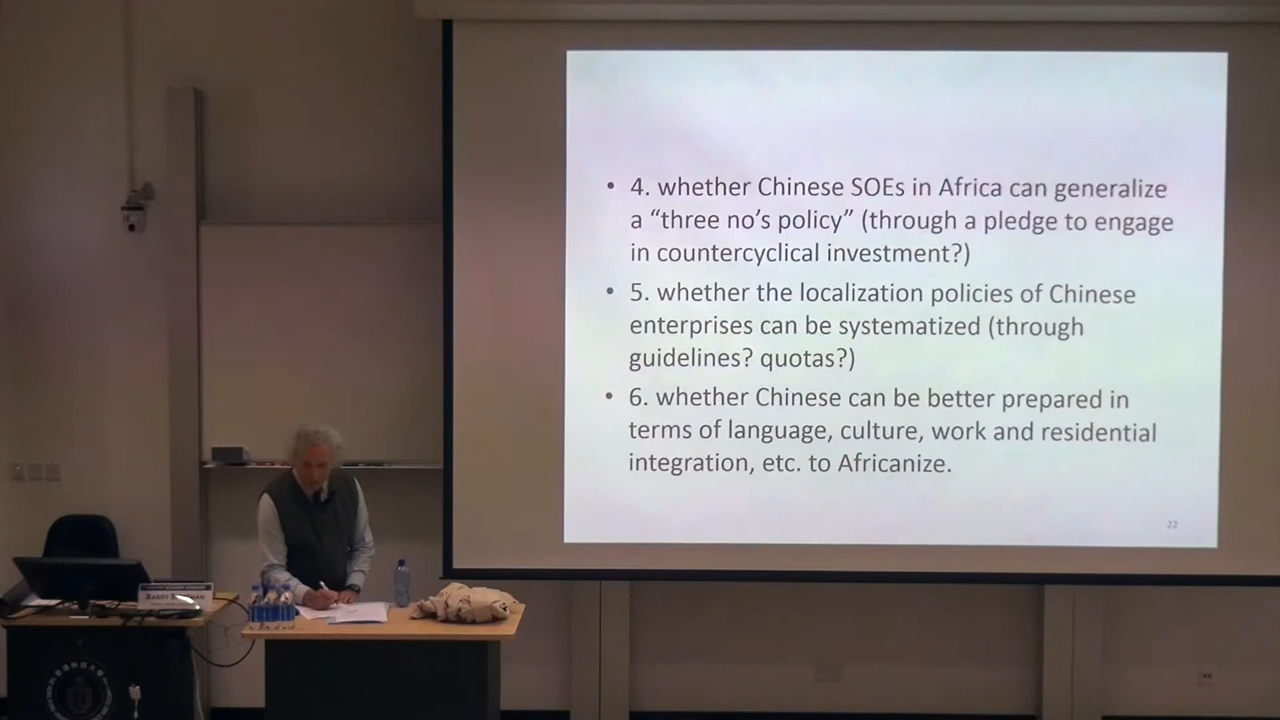 • 4. whether Chinese SOEs in Africa can generalize
a “three no’s policy” (through a pledge to engage
in countercyclical investment?)
• 5. whether the localization policies of Chinese
enterprises can be systematized (through
guidelines? quotas?)
• 6. whether Chinese can be better prepared in
terms of language, culture, work and residential
integration, etc. to Africanize.
22
BARRY